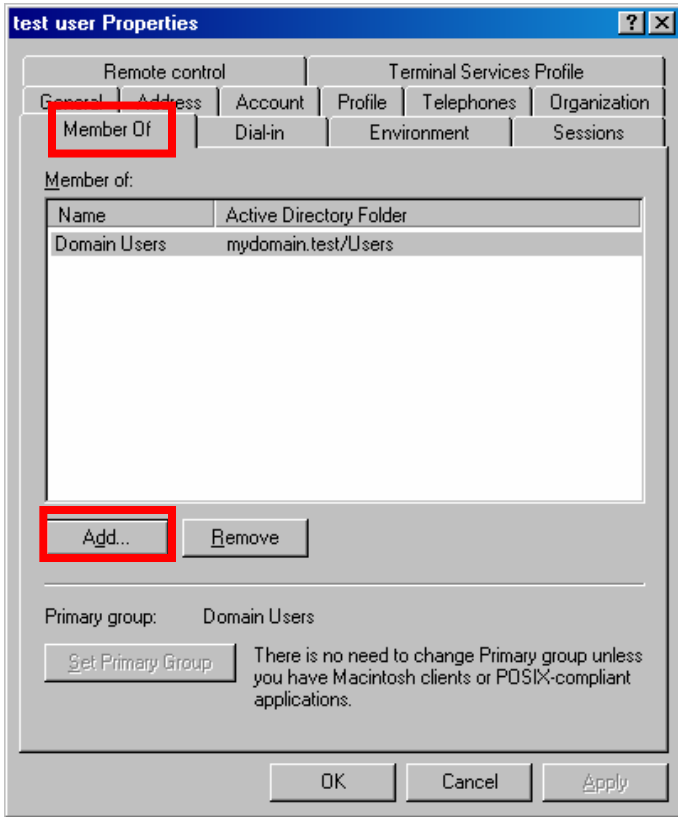 test user Properties
Remote control Terminal Services Profile
General Address Account Profile Telephones Organization
Member Of Dial-in Environment Sessions
Member of:
Name Active Directory Folder
Domain Users mydomain.test/Users
Add... Remove
Primary group: Domain Users
Set Primary Group There is no need to change Primary group unless
you have Macintosh clients or POSIX-compliant
applications.
OK Cancel Apply